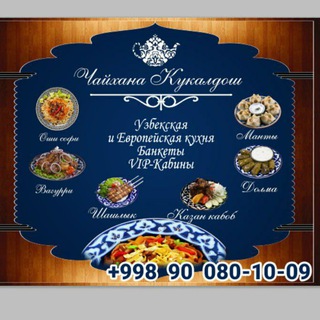 Чайхана Кукалдош
Узбекская
и Европейская кухня
Банкеты
VIP-Кабины
Оши софи
Манты
Вагурри
Долма
Шашлык
Казан кабоб
+998 90 080-10-09